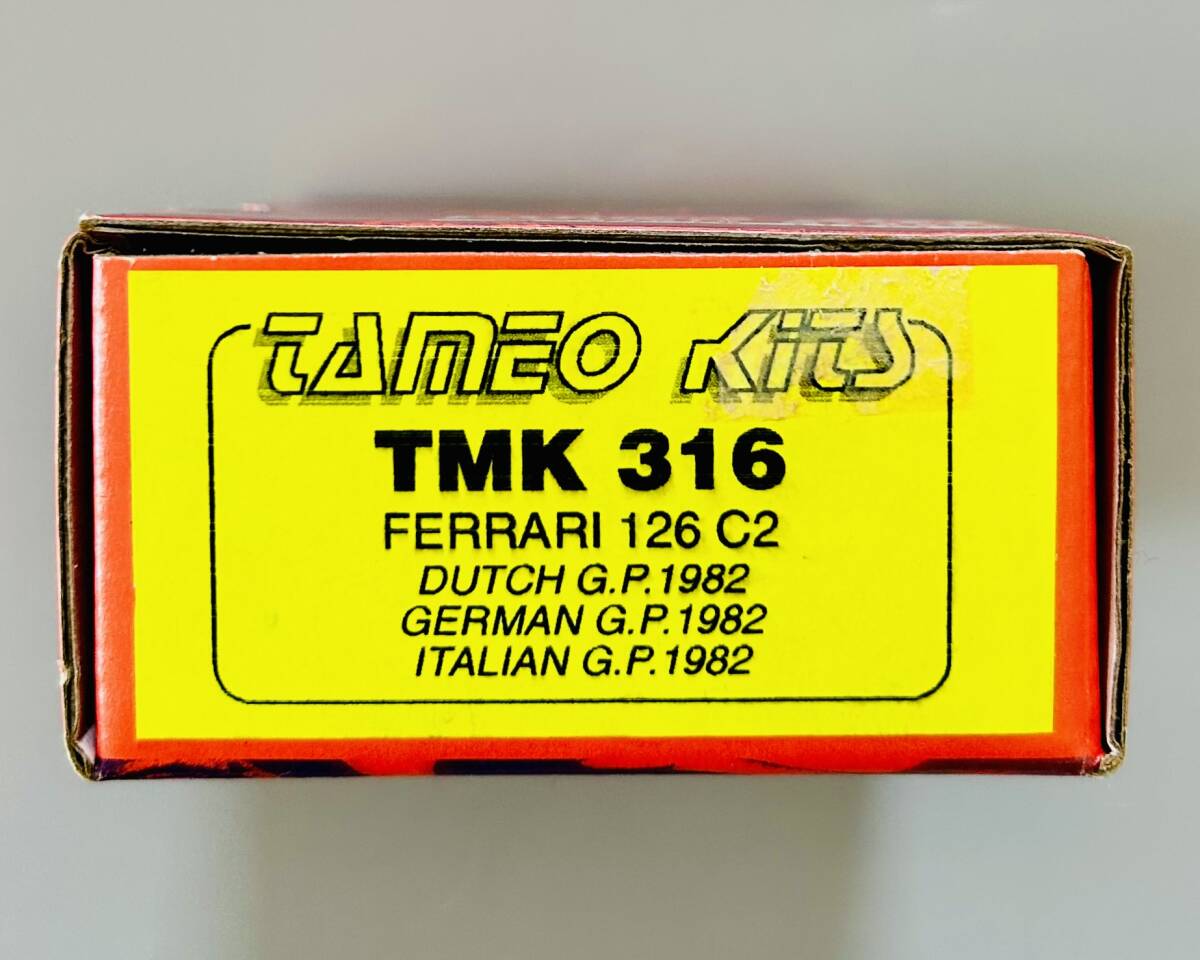 TAMEO KiTS
TMK 316
FERRARI 126 C2
DUTCH G.P.1982
GERMAN G.P.1982
ITALIAN G.P.1982